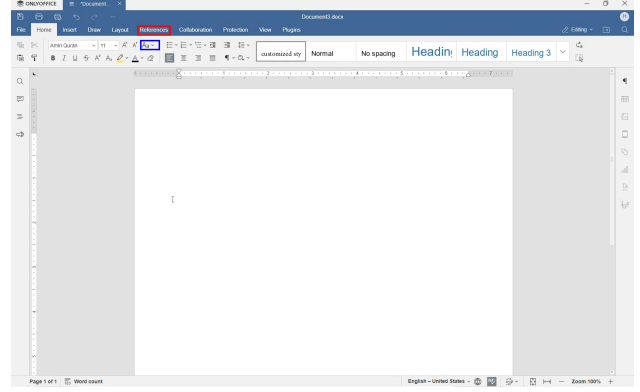 ONLYOFFICE *Document...
Document3.docx
File Home Insert Draw Layout References Collaboration Protection View Plugins Editing
Amiri Quran 11 Aa customized sty Normal No spacing Heading Heading Heading 3
B I U S
Page 1 of 1 Word count English – United States Zoom 100%